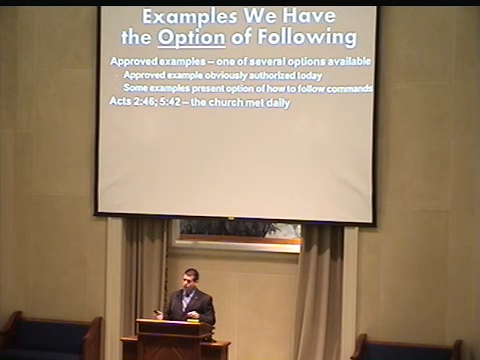 Examples We Have
the Option of Following
Approved examples – one of several options available
Approved example obviously authorized today
Some examples present option of how to follow commands
Acts 2:46; 5:42 – the church met daily